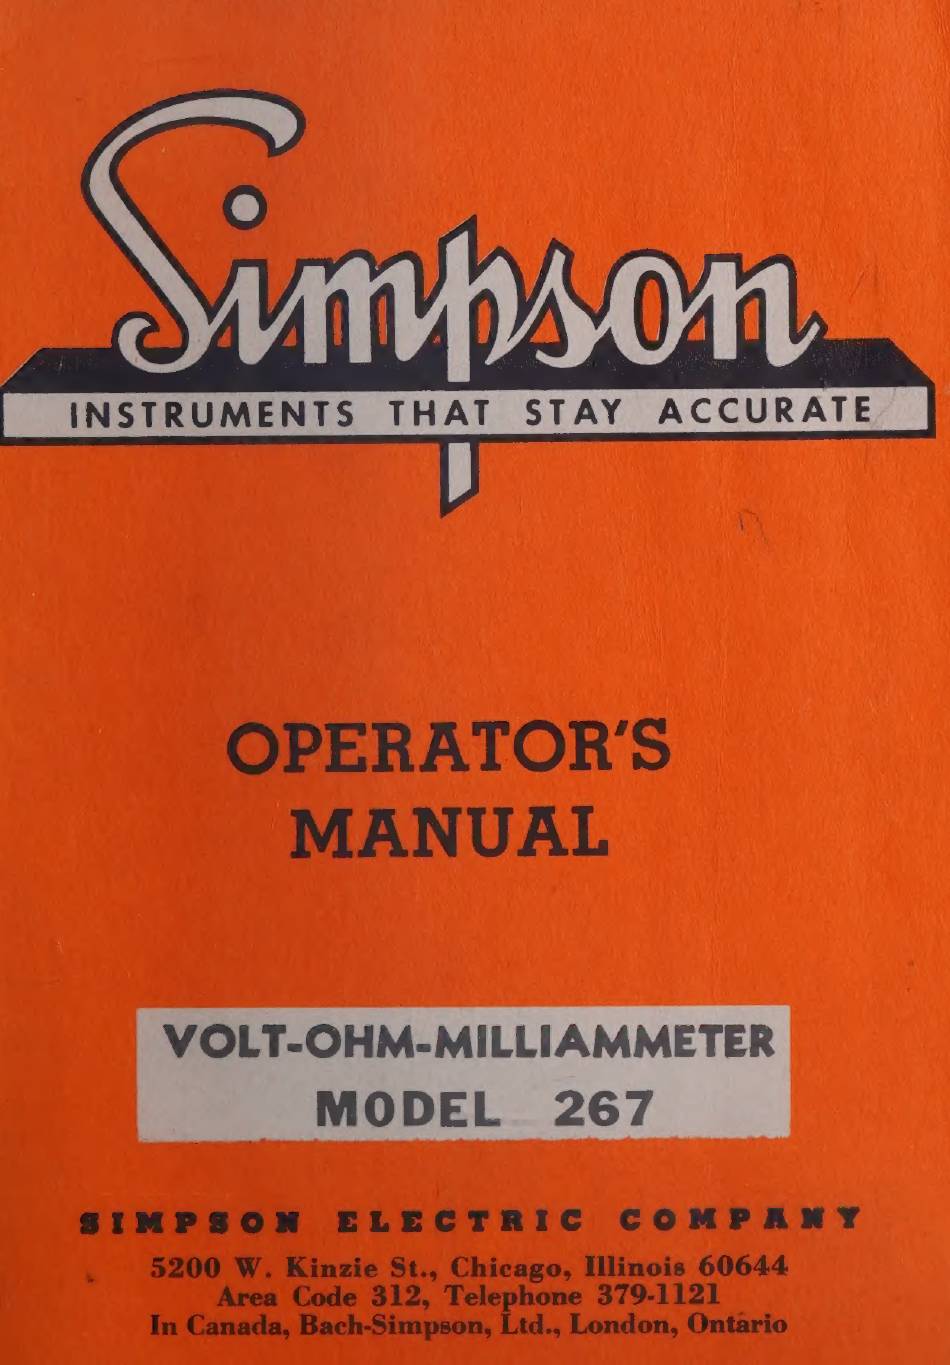 Simpson
INSTRUMENTS THAT STAY ACCURATE
OPERATOR'S
MANUAL
VOLT-OHM-MILLIAMMETER
MODEL 267
SIMPSON ELECTRIC COMPANY
5200 W. Kinzie St., Chicago, Illinois 60644
Area Code 312, Telephone 379-1121
In Canada, Bach-Simpson, Ltd., London, Ontario